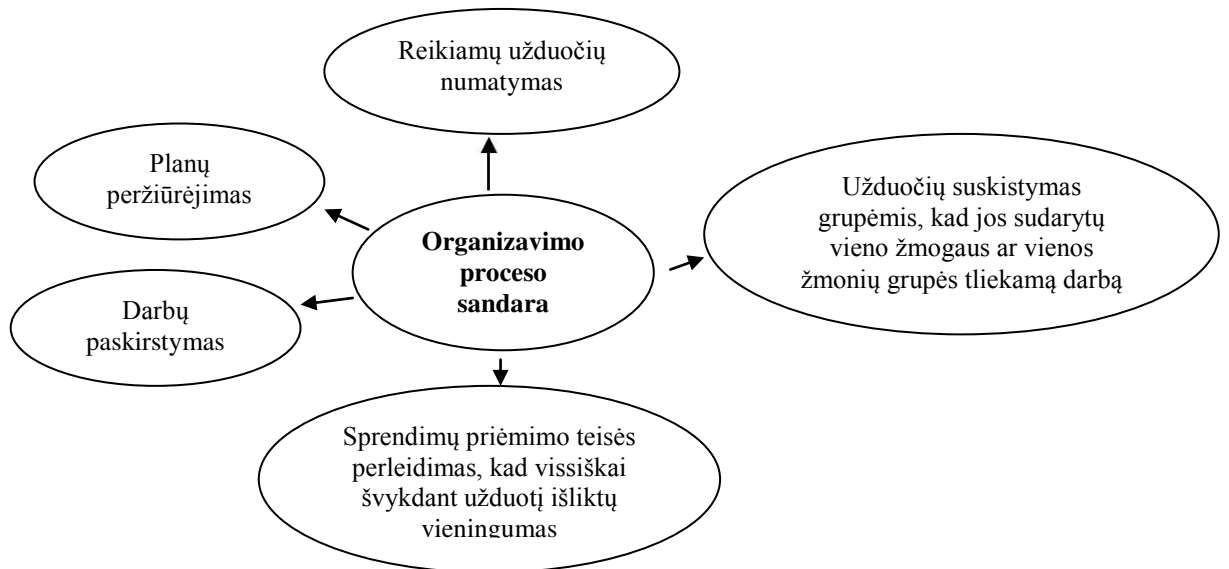 Reikiamų užduočių
numatymas
Planų
peržiūrėjimas
Užduočių suskistymas
grupėmis, kad jos sudarytų
vieno žmogaus ar vienos
žmonių grupės tliekamą darbą
Organizavimo
proceso
sandara
Darbų
paskirstymas
Sprendimų priėmimo teisės
perleidimas, kad vissiškai
švykdant užduotį išliktų
vieningumas